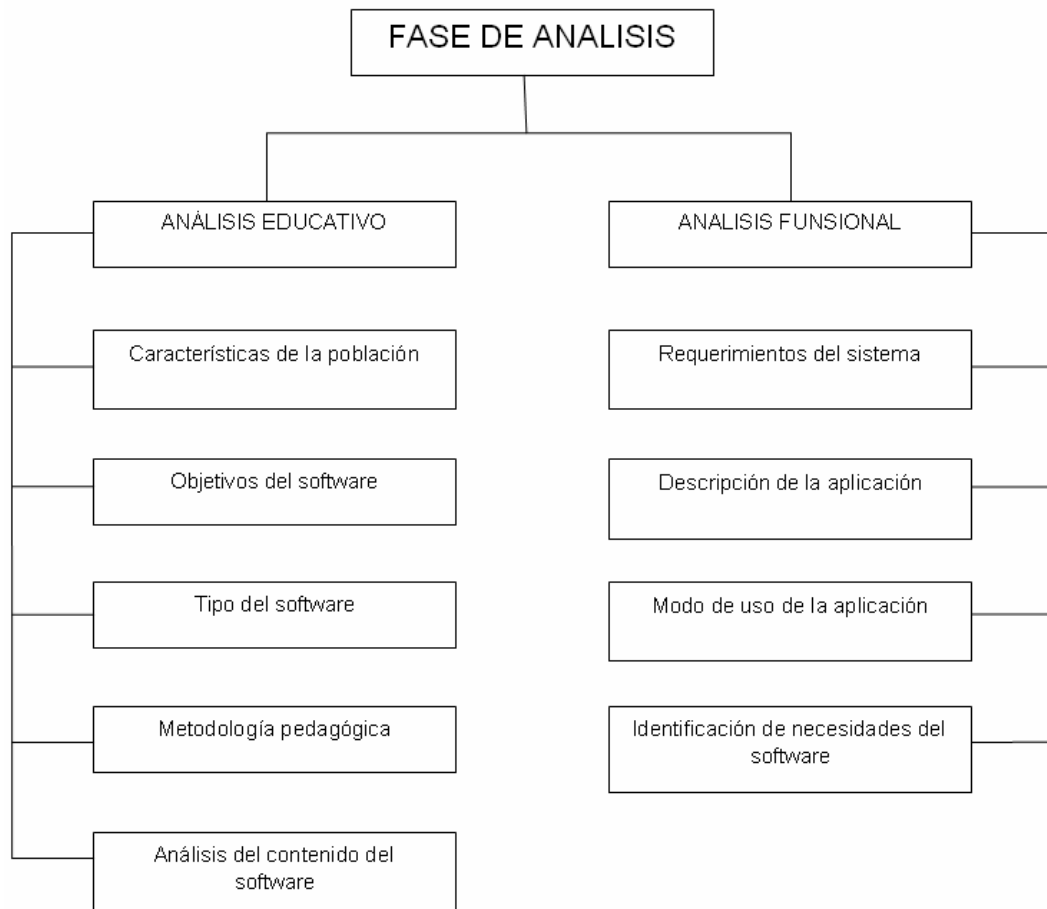 FASE DE ANALISIS
ANÁLISIS EDUCATIVO
Características de la población
Objetivos del software
Tipo del software
Metodología pedagógica
Análisis del contenido del
software
ANALISIS FUNSIONAL
Requerimientos del sistema
Descripción de la aplicación
Modo de uso de la aplicación
Identificación de necesidades del
software